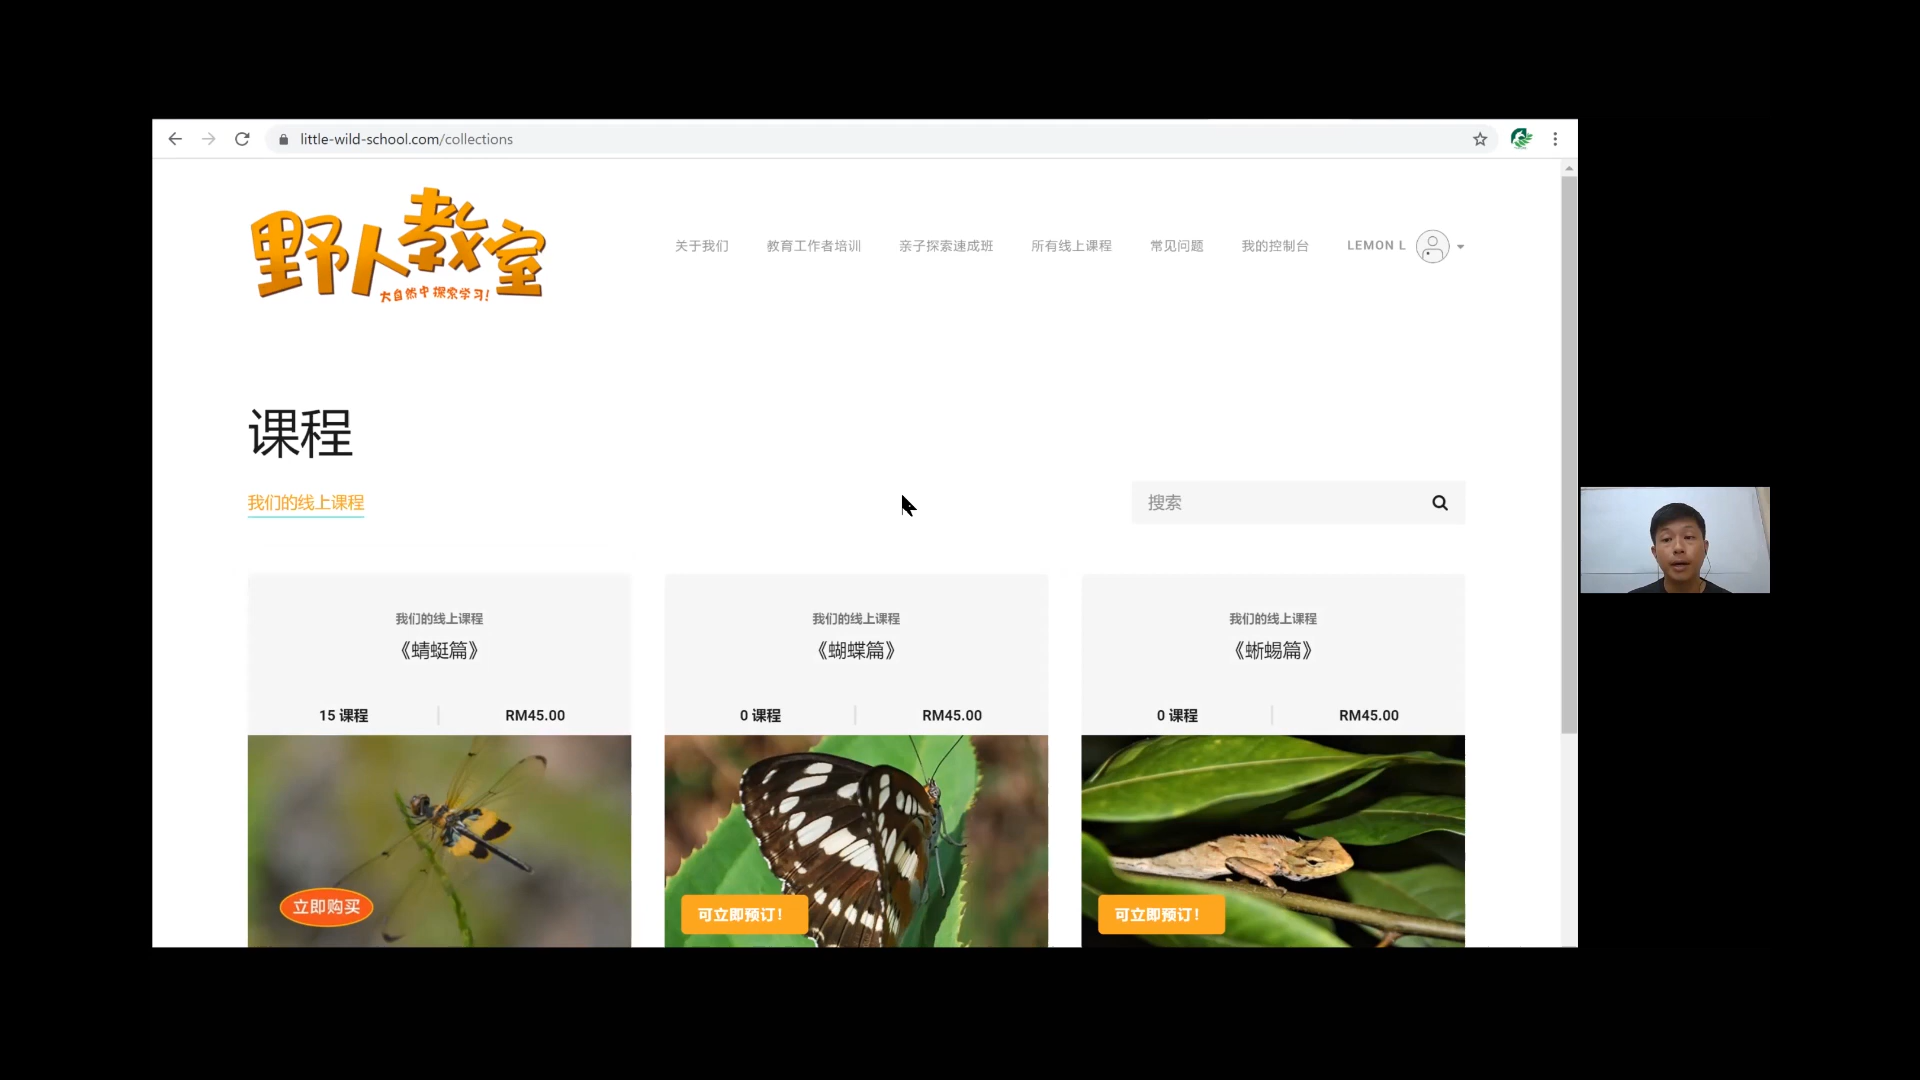 little-wild-school.com/collections
野人教室
大自然中探索学习!
关于我们 教育工作者培训 亲子探索速成班 所有线上课程 常见问题 我的控制台 LEMON L
课程
我们的线上课程
搜索
我们的线上课程
《蜻蜓篇》
15 课程 RM45.00
立即购买
我们的线上课程
《蝴蝶篇》
0 课程 RM45.00
可立即预订！
我们的线上课程
《蜥蜴篇》
0 课程 RM45.00
可立即预订！